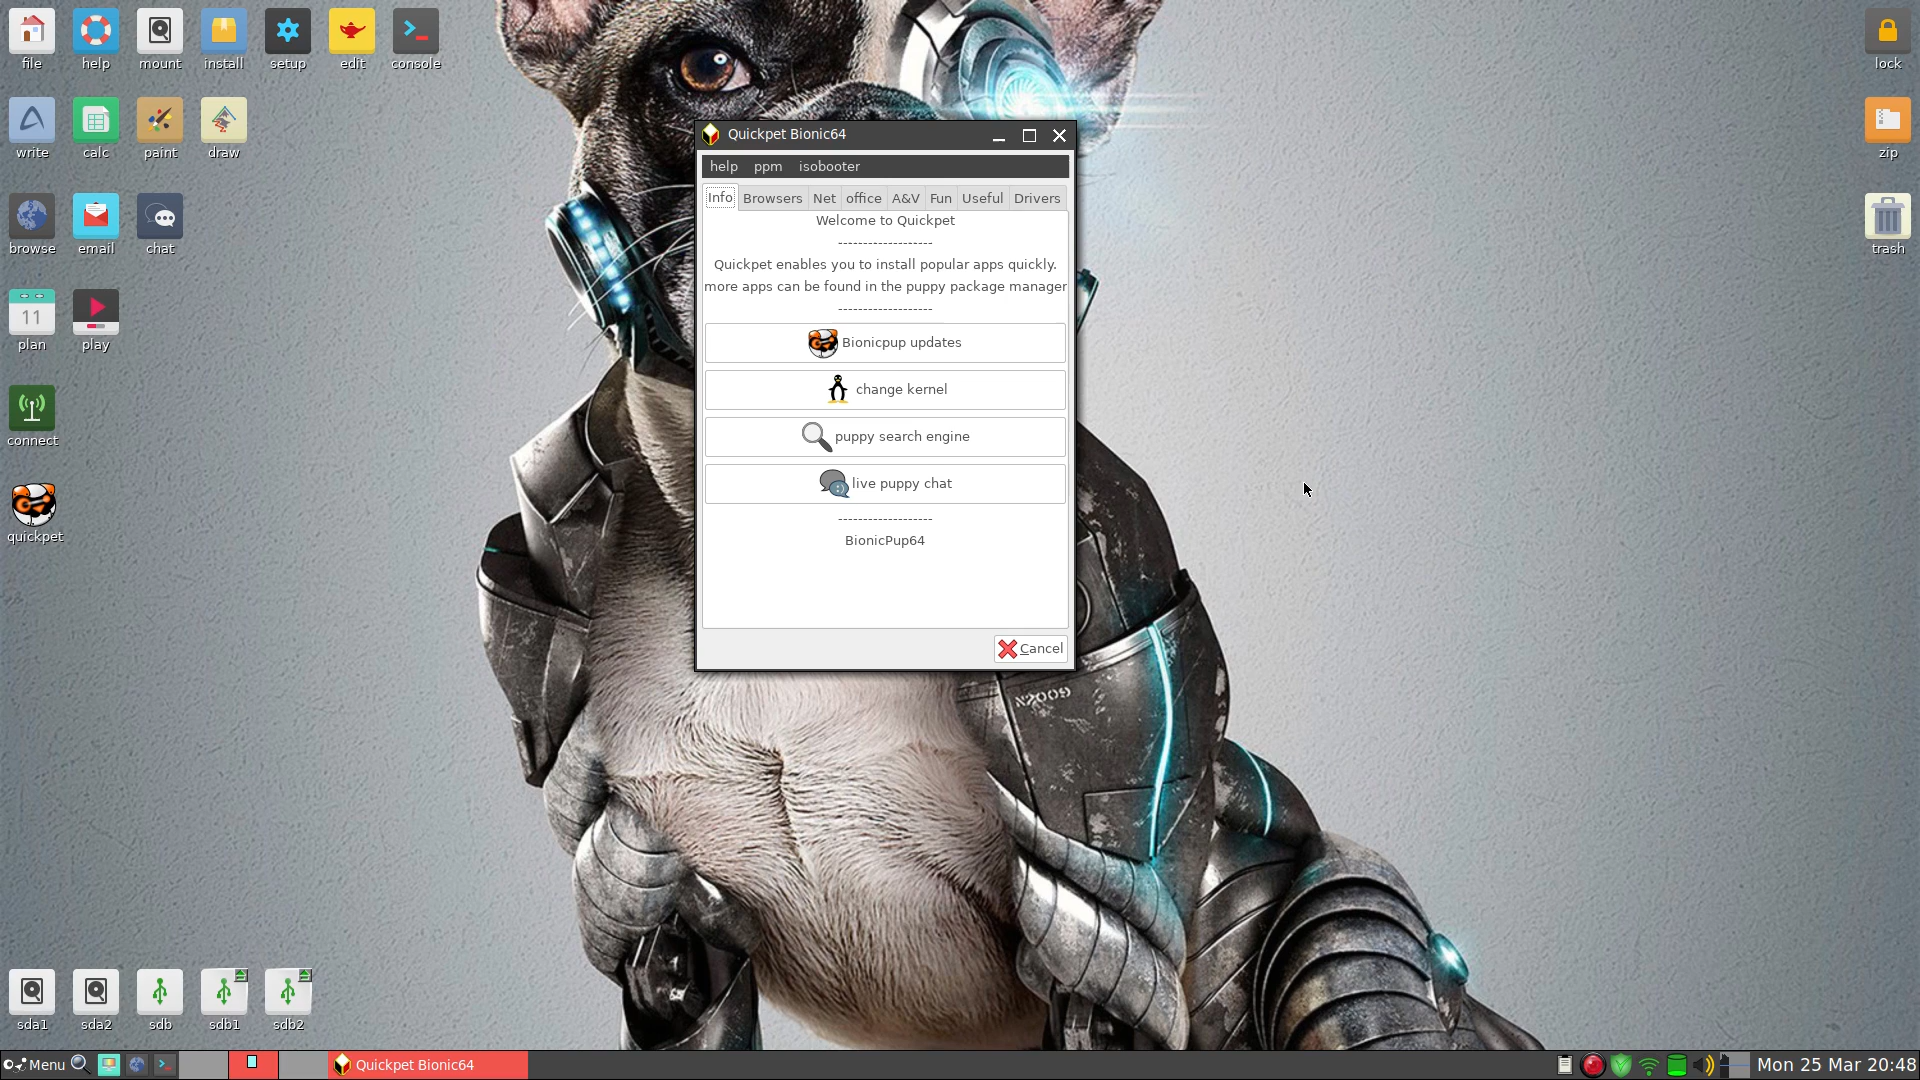 file help mount install setup edit console lock
write calc paint draw zip
browse email chat trash
11
plan play
connect
quickpet
Quickpet Bionic64
help ppm isobooter
Info Browsers Net office A&V Fun Useful Drivers
Welcome to Quickpet
-------------------
Quickpet enables you to install popular apps quickly.
more apps can be found in the puppy package manager
-------------------
Bionicpup updates
change kernel
puppy search engine
live puppy chat
-------------------
BionicPup64
Cancel
N2009
sda1 sda2 sdb sdb1 sdb2
Menu Quickpet Bionic64 Mon 25 Mar 20:48